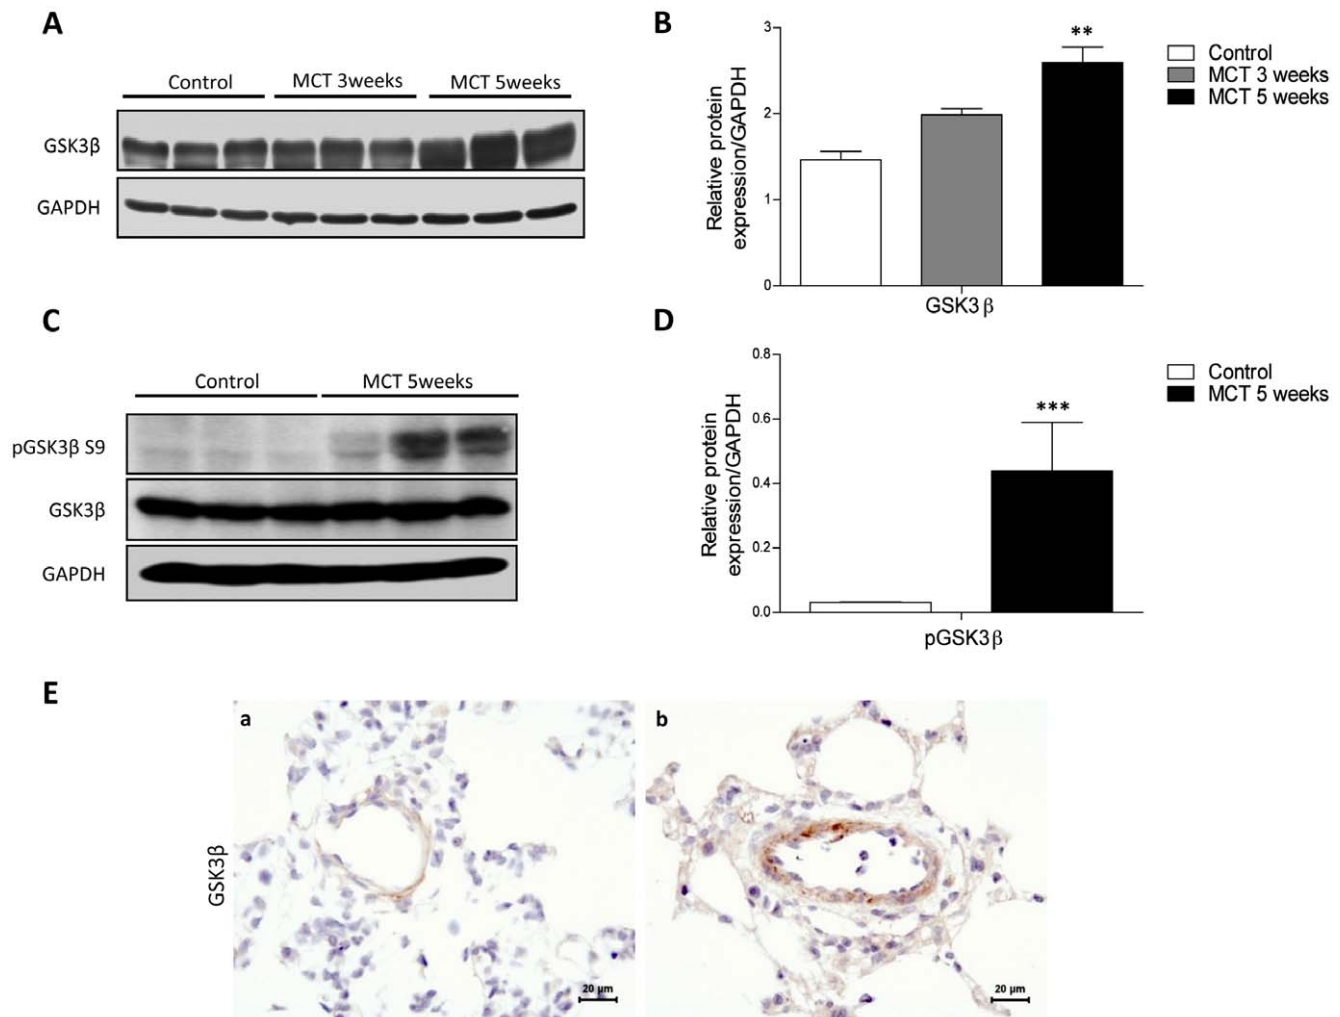 A
Control
MCT 3weeks
MCT 5weeks
GSK3β
GAPDH
B
Relative protein
expression/GAPDH
3
2
1
0
**
GSK3β
Control
MCT 3 weeks
MCT 5 weeks
C
Control
MCT 5weeks
pGSK3β S9
GSK3β
GAPDH
D
Relative protein
expression/GAPDH
0.8
0.6
0.4
0.2
0.0
***
pGSK3β
Control
MCT 5 weeks
E
GSK3β
a
20 µm
b
20 µm